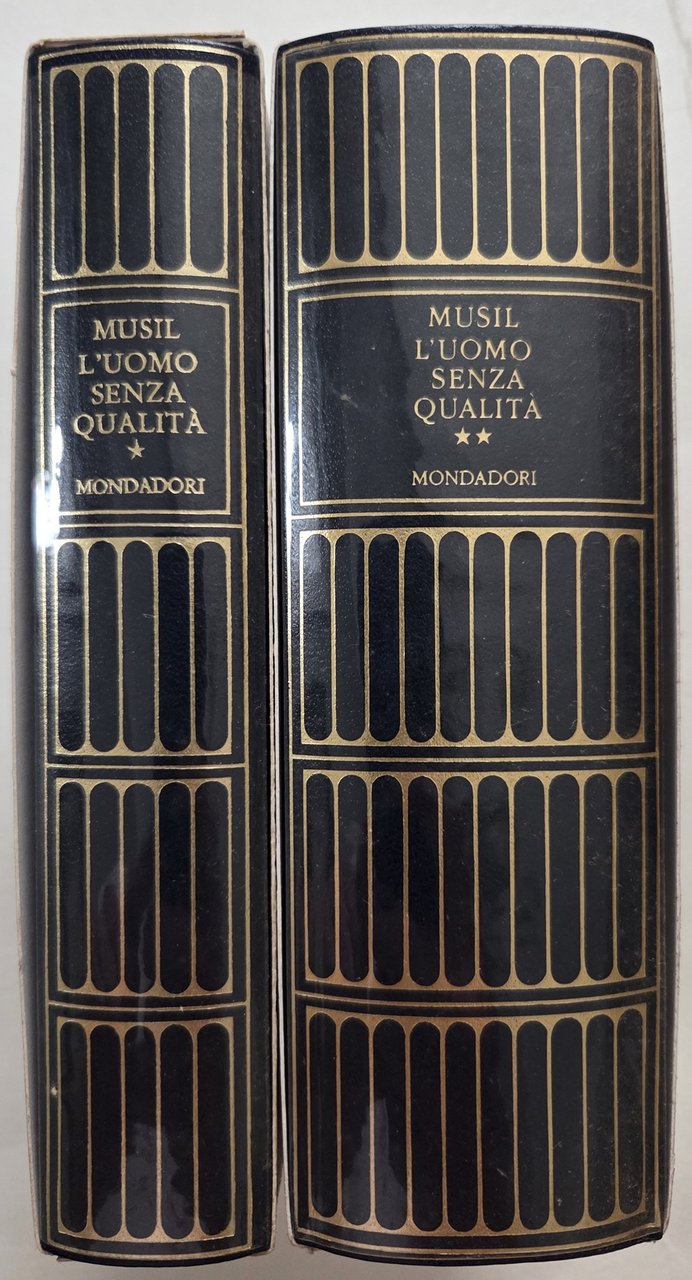 MUSIL
L'UOMO
SENZA
QUALITÀ
★
MONDADORI
MUSIL
L'UOMO
SENZA
QUALITÀ
★★
MONDADORI